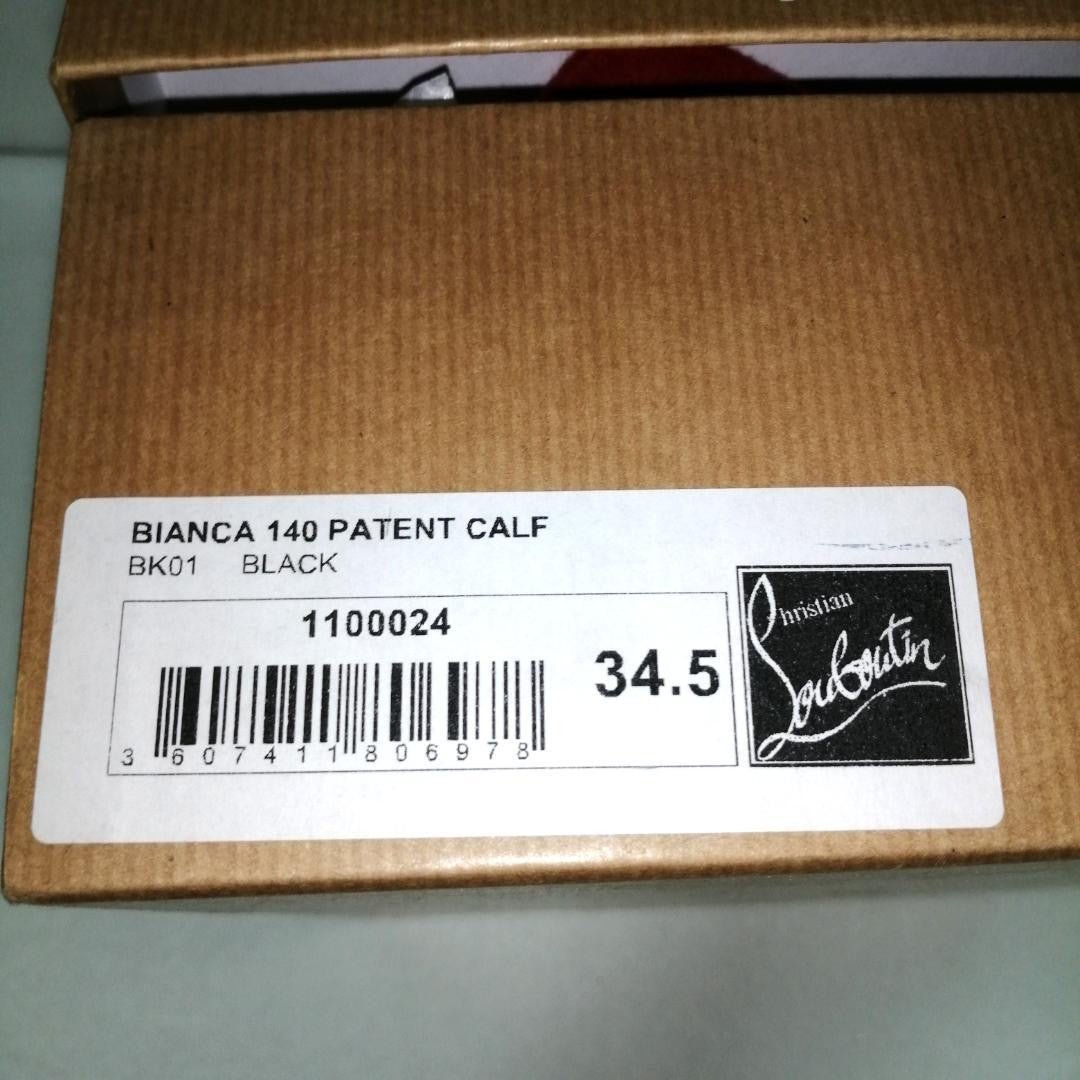 BIANCA 140 PATENT CALF
BK01 BLACK
1100024
34.5
3 607411 806978
Christian
Louboutin